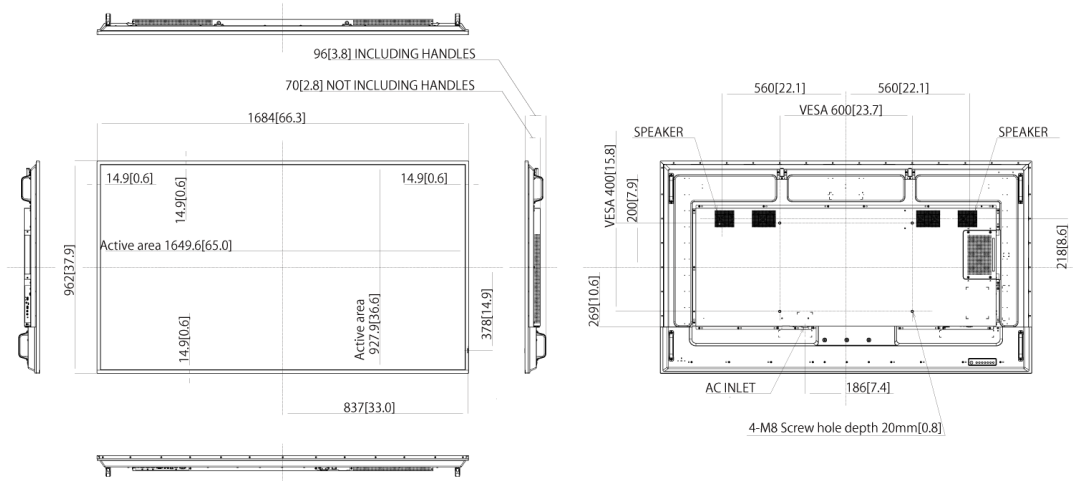 96[3.8] INCLUDING HANDLES
70[2.8] NOT INCLUDING HANDLES
1684[66.3]
14.9[0.6]
14.9[0.6]
14.9[0.6]
Active area 1649.6[65.0]
962[37.9]
14.9[0.6]
Active area
927.9[36.6]
378[14.9]
837[33.0]
560[22.1]
560[22.1]
VESA 600[23.7]
SPEAKER
SPEAKER
VESA 400[15.8]
200[7.9]
218[8.6]
269[10.6]
AC INLET
186[7.4]
4-M8 Screw hole depth 20mm[0.8]